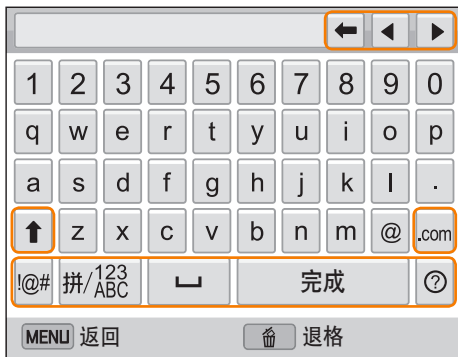 1 2 3 4 5 6 7 8 9 0
q w e r t y u i o p
a s d f g h j k l .
z x c v b n m @ .com
!@# 拼/123ABC 完成 ?
MENU 返回 退格